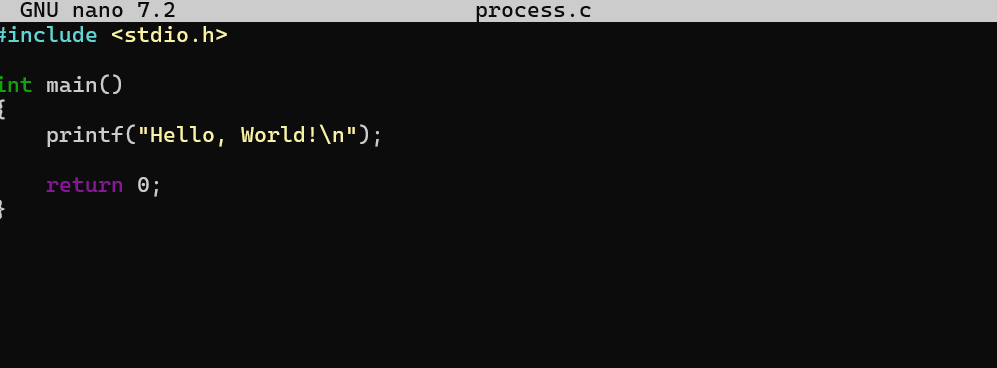 GNU nano 7.2 process.c
#include <stdio.h>
int main()
{
    printf("Hello, World!\n");
    return 0;
}